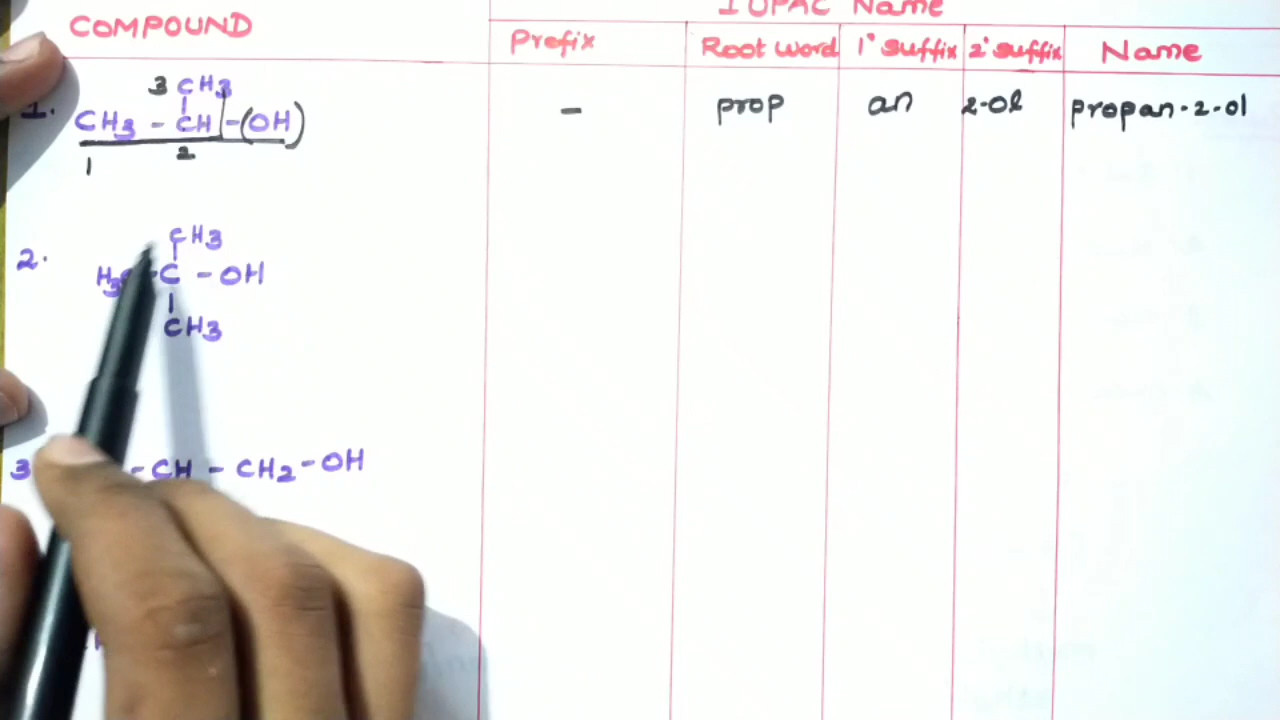 IUPAC Name
COMPOUND Prefix Root word 1° suffix 2° suffix Name
3 CH3
1. CH3 - CH -(OH) - prop an 2-ol propan-2-ol
1 2
CH3
2. C - OH
CH3
3 - CH - CH2 - OH